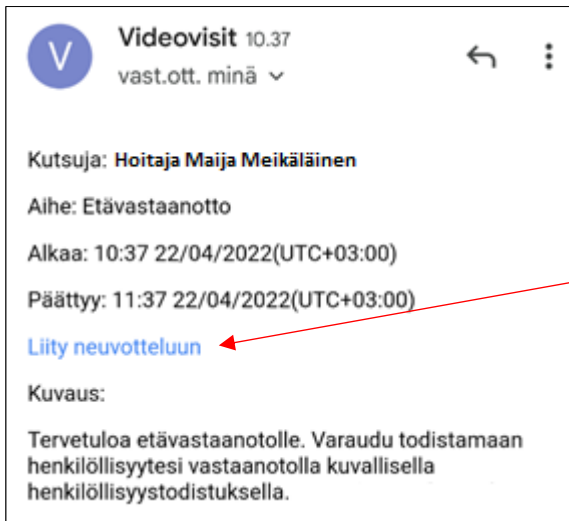 V
Videovisit 10.37
vast.ott. minä
Kutsuja: Hoitaja Maija Meikäläinen
Aihe: Etävastaanotto
Alkaa: 10:37 22/04/2022(UTC+03:00)
Päättyy: 11:37 22/04/2022(UTC+03:00)
Liity neuvotteluun
Kuvaus:
Tervetuloa etävastaanotolle. Varaudu todistamaan
henkilöllisyytesi vastaanotolla kuvallisella
henkilöllisyystodistuksella.